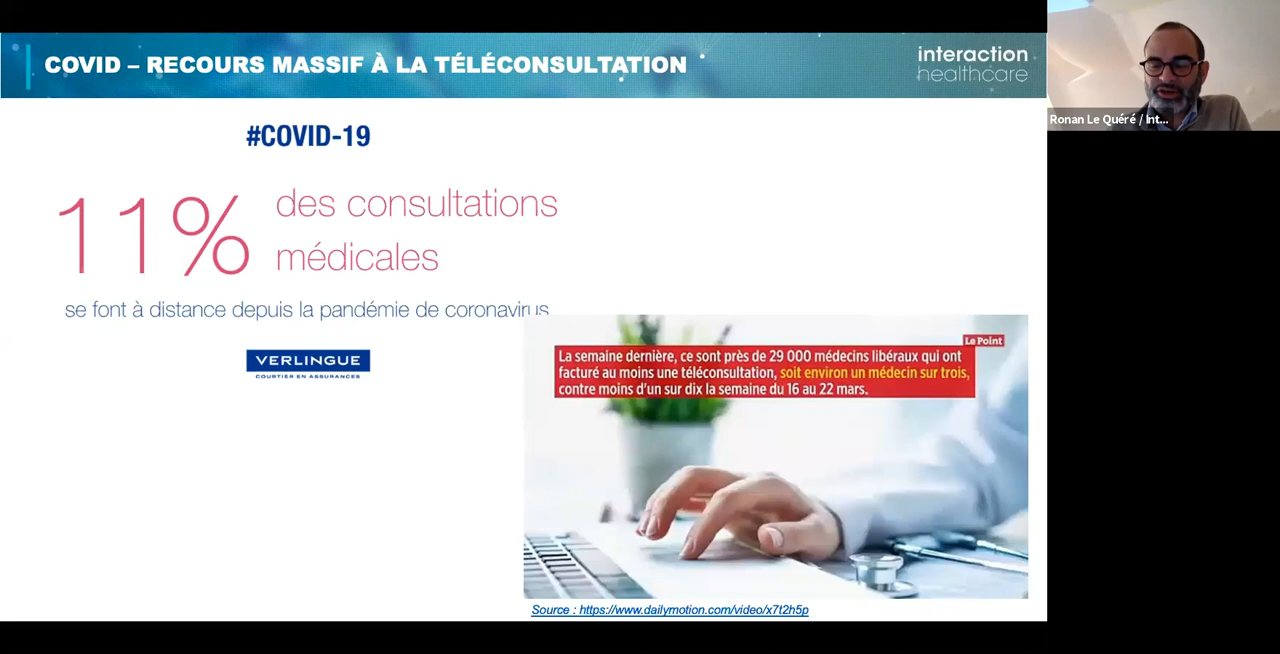 COVID – RECOURS MASSIF À LA TÉLÉCONSULTATION
interaction
healthcare
Ronan Le Quéré / Int...
#COVID-19
11% des consultations
médicales
se font à distance depuis la pandémie de coronavirus
VERLINGUE
COURTIER EN ASSURANCES
Le Point
La semaine dernière, ce sont près de 29 000 médecins libéraux qui ont
facturé au moins une téléconsultation, soit environ un médecin sur trois,
contre moins d'un sur dix la semaine du 16 au 22 mars.
Source : https://www.dailymotion.com/video/x7t2h5p